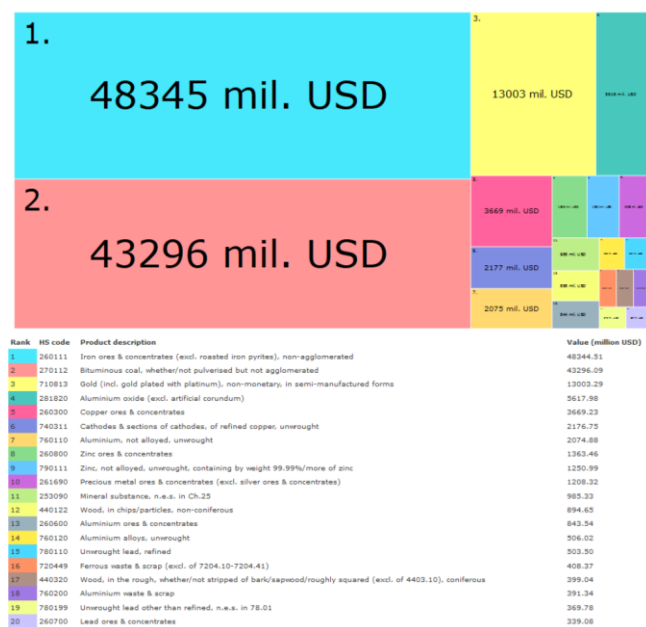 1.
48345 mil. USD
2.
43296 mil. USD
3.
13003 mil. USD
3669 mil. USD
2177 mil. USD
7.
2075 mil. USD
Rank HS code Product description Value (million USD)
1 260111 Iron ores & concentrates (excl. roasted iron pyrites), non-agglomerated 48344.51
2 270112 Bituminous coal, whether/not pulverised but not agglomerated 43296.09
3 710813 Gold (incl. gold plated with platinum), non-monetary, in semi-manufactured forms 13003.29
4 281820 Aluminium oxide (excl. artificial corundum) 5617.98
5 260300 Copper ores & concentrates 3669.23
6 740311 Cathodes & sections of cathodes, of refined copper, unwrought 2176.75
7 760110 Aluminium, not alloyed, unwrought 2074.88
8 260800 Zinc ores & concentrates 1363.46
9 790111 Zinc, not alloyed, unwrought, containing by weight 99.99%/more of zinc 1250.99
10 261690 Precious metal ores & concentrates (excl. silver ores & concentrates) 1208.32
11 253090 Mineral substance, n.e.s. in Ch.25 985.33
12 440122 Wood, in chips/particles, non-coniferous 894.65
13 260600 Aluminium ores & concentrates 843.54
14 760120 Aluminium alloys, unwrought 506.02
15 780110 Unwrought lead, refined 503.50
16 720449 Ferrous waste & scrap (excl. of 7204.10-7204.41) 408.37
17 440320 Wood, in the rough, whether/not stripped of bark/sapwood/roughly squared (excl. of 4403.10), coniferous 399.04
18 760200 Aluminium waste & scrap 391.34
19 780199 Unwrought lead other than refined, n.e.s. in 78.01 369.78
20 260700 Lead ores & concentrates 339.08